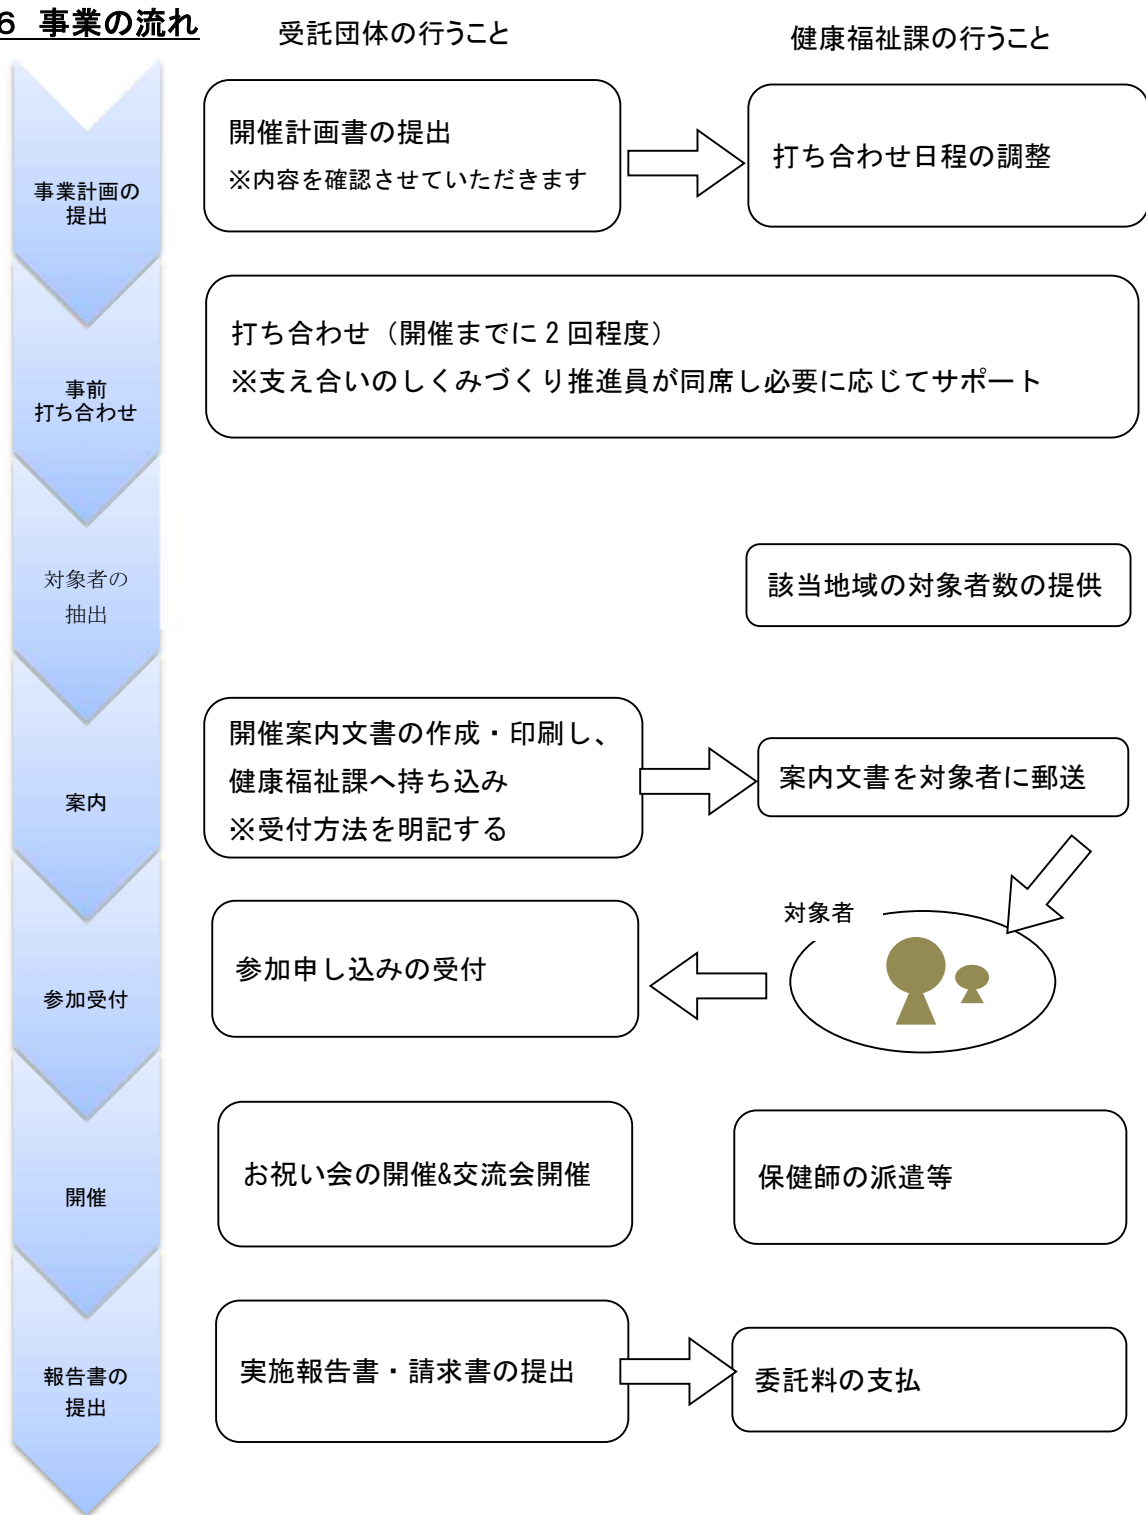 6 事業の流れ
受託団体の行うこと
健康福祉課の行うこと
事業計画の
提出
開催計画書の提出
※内容を確認させていただきます
打ち合わせ日程の調整
事前
打ち合わせ
打ち合わせ（開催までに２回程度）
※支え合いのしくみづくり推進員が同席し必要に応じてサポート
対象者の
抽出
該当地域の対象者数の提供
案内
開催案内文書の作成・印刷し、
健康福祉課へ持ち込み
※受付方法を明記する
案内文書を対象者に郵送
対象者
参加受付
参加申し込みの受付
開催
お祝い会の開催&交流会開催
保健師の派遣等
報告書の
提出
実施報告書・請求書の提出
委託料の支払